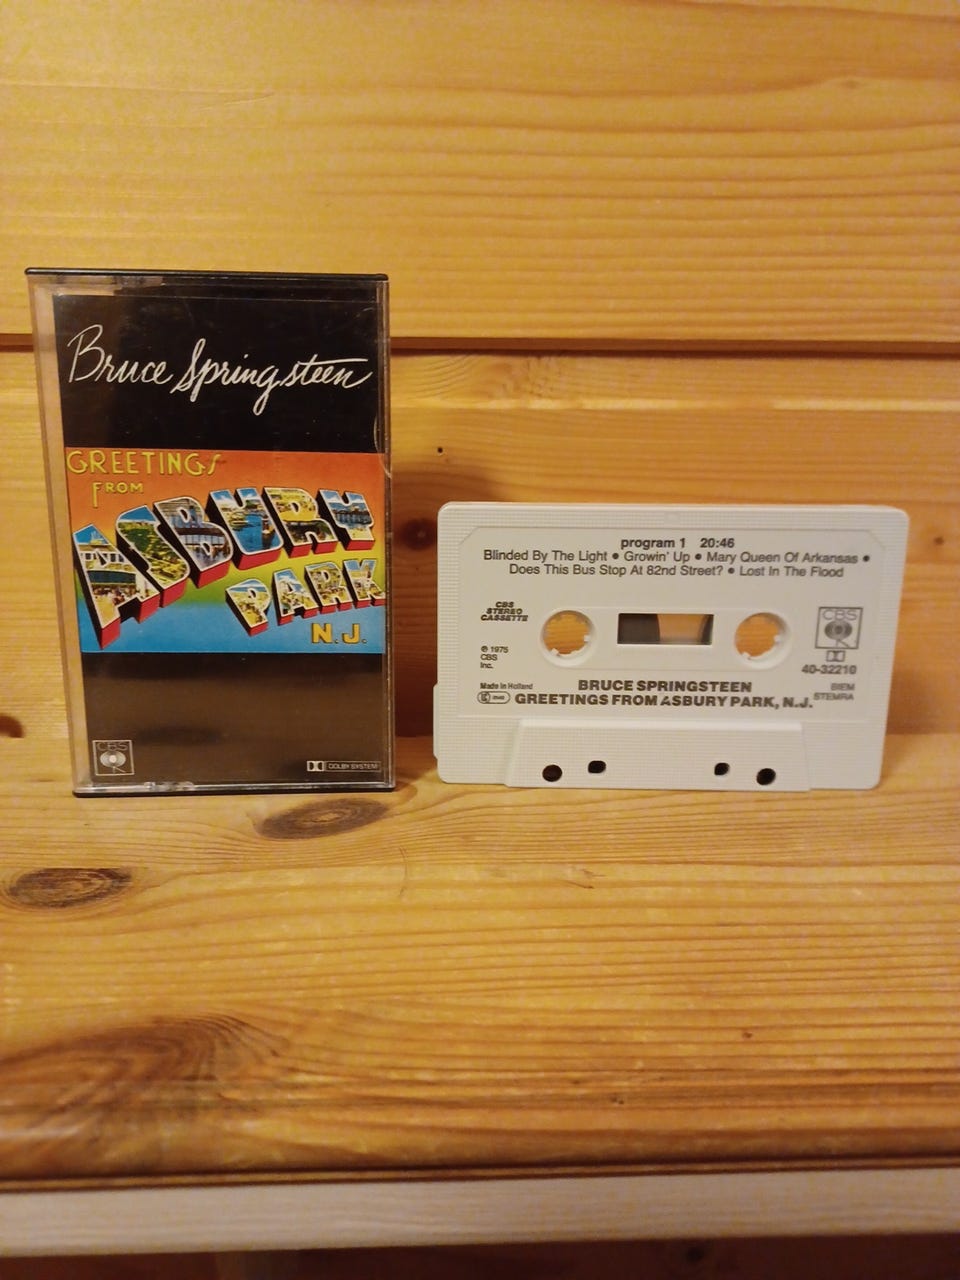 Bruce Springsteen
GREETINGS
FROM
ASBURY
PARK
N.J.
CBS
DOLBY SYSTEM
program 1 20:46
Blinded By The Light • Growin' Up • Mary Queen Of Arkansas •
Does This Bus Stop At 82nd Street? • Lost In The Flood
CBS
STEREO
CASSETTE
℗ 1975
CBS
Inc.
CBS
40-32210
Made in Holland
BIEM
STEMRA
BRUCE SPRINGSTEEN
GREETINGS FROM ASBURY PARK, N.J.